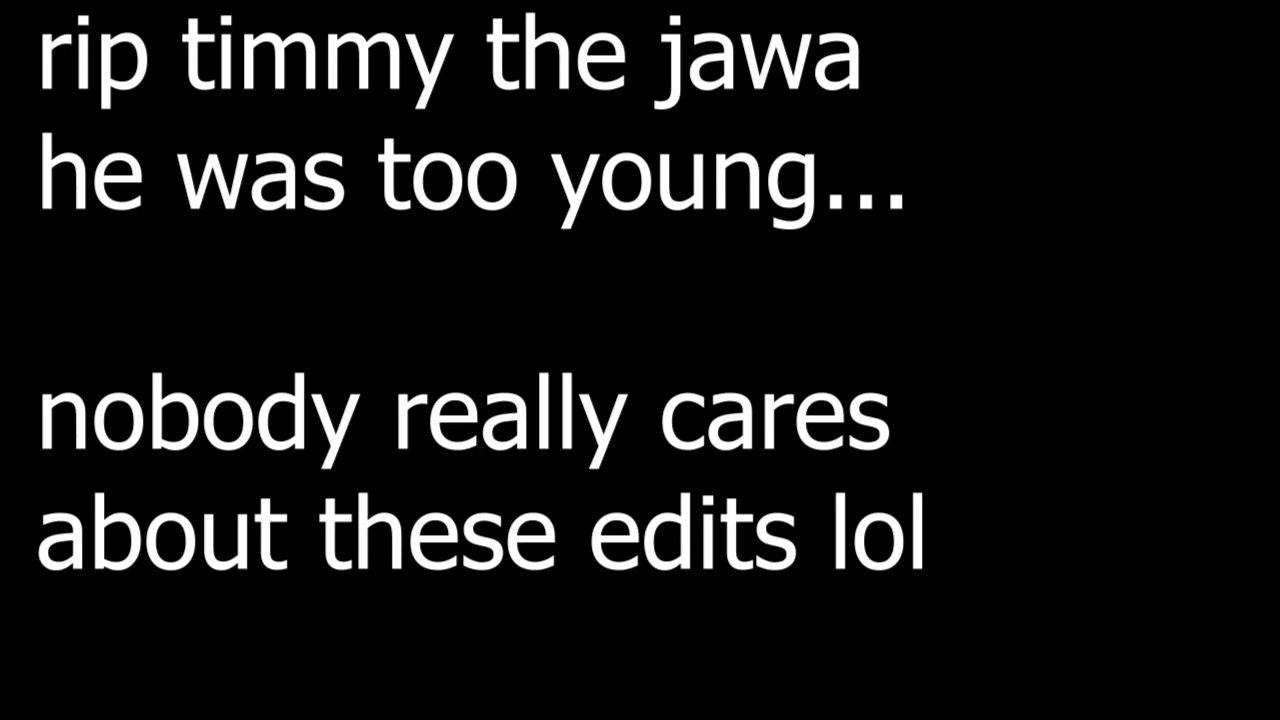 rip timmy the jawa
he was too young...
nobody really cares
about these edits lol